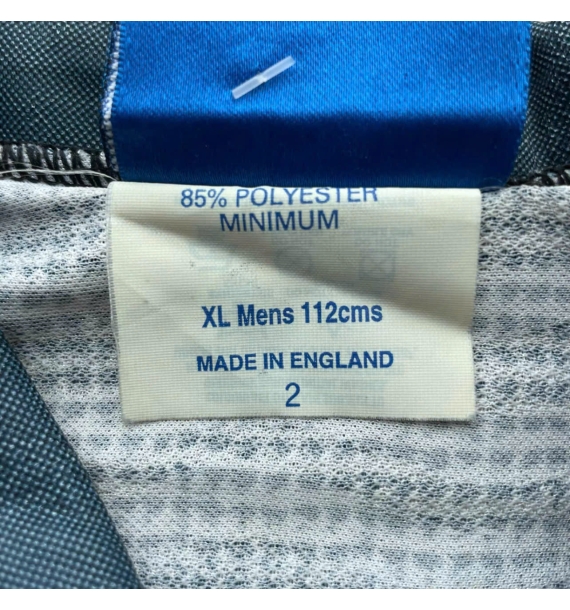 85% POLYESTER
MINIMUM
XL Mens 112cms
MADE IN ENGLAND
2